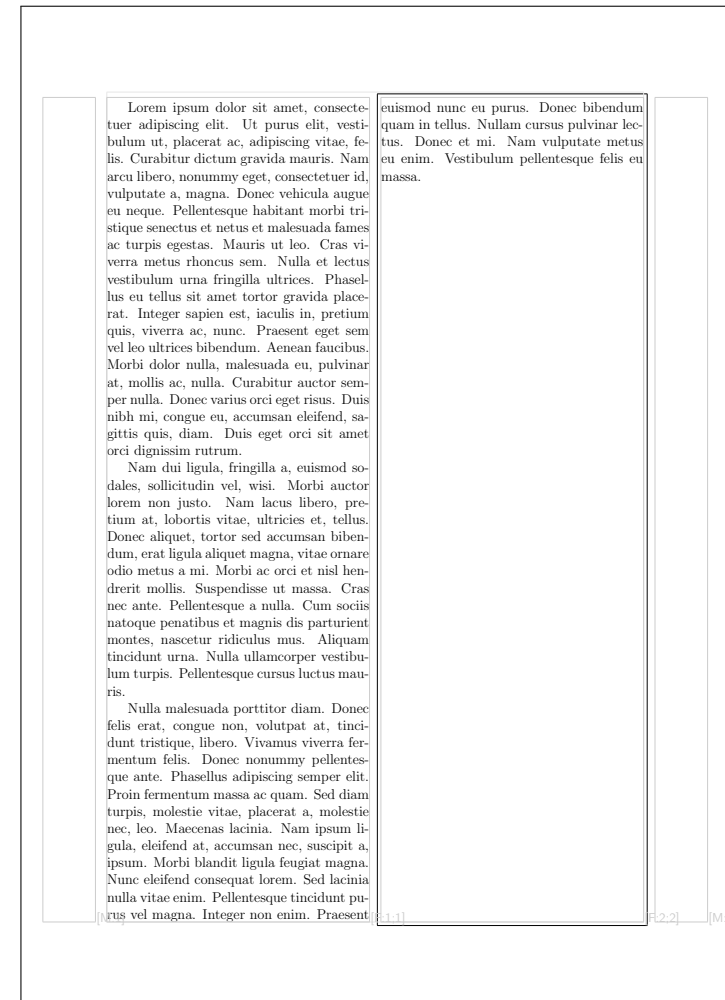 Lorem ipsum dolor sit amet, consecte-
tuer adipiscing elit. Ut purus elit, vesti-
bulum ut, placerat ac, adipiscing vitae, fe-
lis. Curabitur dictum gravida mauris. Nam
arcu libero, nonummy eget, consectetuer id,
vulputate a, magna. Donec vehicula augue
eu neque. Pellentesque habitant morbi tri-
stique senectus et netus et malesuada fames
ac turpis egestas. Mauris ut leo. Cras vi-
verra metus rhoncus sem. Nulla et lectus
vestibulum urna fringilla ultrices. Phasel-
lus eu tellus sit amet tortor gravida place-
rat. Integer sapien est, iaculis in, pretium
quis, viverra ac, nunc. Praesent eget sem
vel leo ultrices bibendum. Aenean faucibus.
Morbi dolor nulla, malesuada eu, pulvinar
at, mollis ac, nulla. Curabitur auctor sem-
per nulla. Donec varius orci eget risus. Duis
nibh mi, congue eu, accumsan eleifend, sa-
gittis quis, diam. Duis eget orci sit amet
orci dignissim rutrum.
Nam dui ligula, fringilla a, euismod so-
dales, sollicitudin vel, wisi. Morbi auctor
lorem non justo. Nam lacus libero, pre-
tium at, lobortis vitae, ultricies et, tellus.
Donec aliquet, tortor sed accumsan biben-
dum, erat ligula aliquet magna, vitae ornare
odio metus a mi. Morbi ac orci et nisl hen-
drerit mollis. Suspendisse ut massa. Cras
nec ante. Pellentesque a nulla. Cum sociis
natoque penatibus et magnis dis parturient
montes, nascetur ridiculus mus. Aliquam
tincidunt urna. Nulla ullamcorper vestibu-
lum turpis. Pellentesque cursus luctus mau-
ris.
Nulla malesuada porttitor diam. Donec
felis erat, congue non, volutpat at, tinci-
dunt tristique, libero. Vivamus viverra fer-
mentum felis. Donec nonummy pellentes-
que ante. Phasellus adipiscing semper elit.
Proin fermentum massa ac quam. Sed diam
turpis, molestie vitae, placerat a, molestie
nec, leo. Maecenas lacinia. Nam ipsum li-
gula, eleifend at, accumsan nec, suscipit a,
ipsum. Morbi blandit ligula feugiat magna.
Nunc eleifend consequat lorem. Sed lacinia
nulla vitae enim. Pellentesque tincidunt pu-
rus vel magna. Integer non enim. Praesent
euismod nunc eu purus. Donec bibendum
quam in tellus. Nullam cursus pulvinar lec-
tus. Donec et mi. Nam vulputate metus
eu enim. Vestibulum pellentesque felis eu
massa.
[F:2;2]